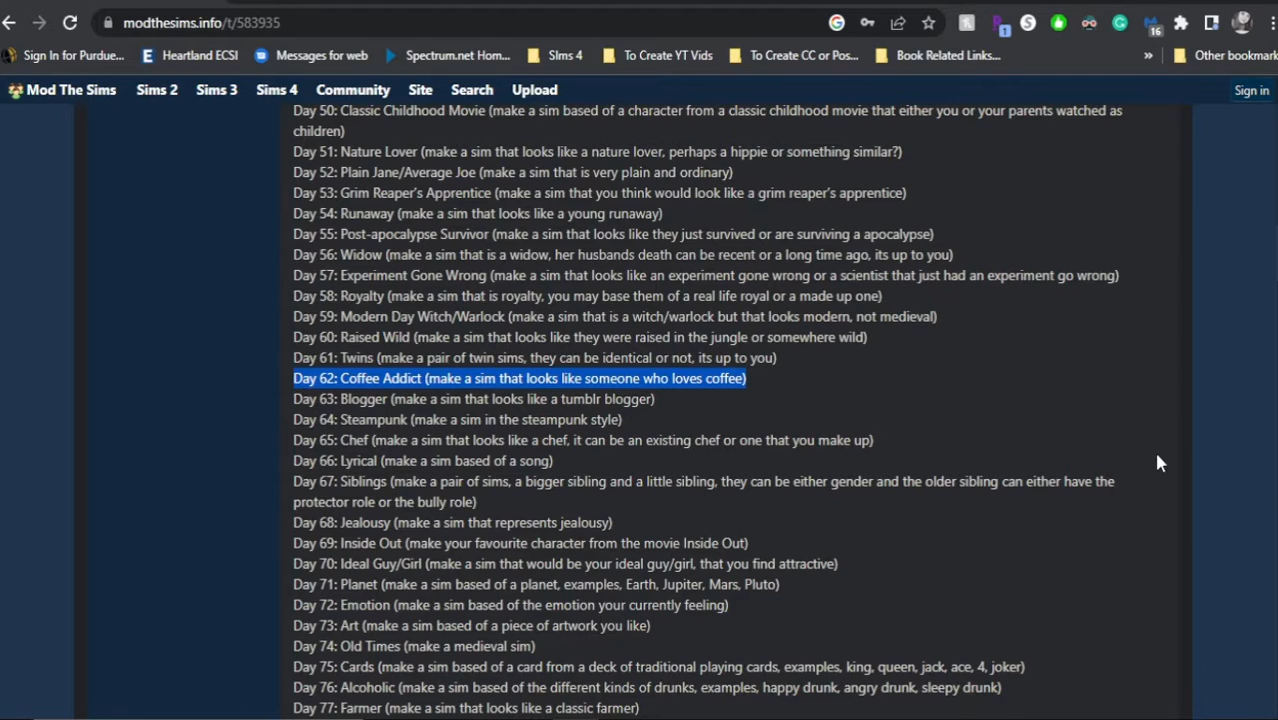 modthesims.info/t/583935
1
16
Sign In for Purdue...
Heartland ECSI
Messages for web
Spectrum.net Hom...
SIms 4
To Create YT Vids
To Create CC or Pos...
Book Related Links...
»
Other bookmark
Mod The Sims
Sims 2
Sims 3
Sims 4
Community
Site
Search
Upload
Sign in
Day 50: Classic Childhood Movie (make a sim based of a character from a classic childhood movie that either you or your parents watched as
children)
Day 51: Nature Lover (make a sim that looks like a nature lover, perhaps a hippie or something similar?)
Day 52: Plain Jane/Average Joe (make a sim that is very plain and ordinary)
Day 53: Grim Reaper's Apprentice (make a sim that you think would look like a grim reaper's apprentice)
Day 54: Runaway (make a sim that looks like a young runaway)
Day 55: Post-apocalypse Survivor (make a sim that looks like they just survived or are surviving a apocalypse)
Day 56: Widow (make a sim that is a widow, her husbands death can be recent or a long time ago, its up to you)
Day 57: Experiment Gone Wrong (make a sim that looks like an experiment gone wrong or a scientist that just had an experiment go wrong)
Day 58: Royalty (make a sim that is royalty, you may base them of a real life royal or a made up one)
Day 59: Modern Day Witch/Warlock (make a sim that is a witch/warlock but that looks modern, not medieval)
Day 60: Raised Wild (make a sim that looks like they were raised in the jungle or somewhere wild)
Day 61: Twins (make a pair of twin sims, they can be identical or not, its up to you)
Day 62: Coffee Addict (make a sim that looks like someone who loves coffee)
Day 63: Blogger (make a sim that looks like a tumblr blogger)
Day 64: Steampunk (make a sim in the steampunk style)
Day 65: Chef (make a sim that looks like a chef, it can be an existing chef or one that you make up)
Day 66: Lyrical (make a sim based of a song)
Day 67: Siblings (make a pair of sims, a bigger sibling and a little sibling, they can be either gender and the older sibling can either have the
protector role or the bully role)
Day 68: Jealousy (make a sim that represents jealousy)
Day 69: Inside Out (make your favourite character from the movie Inside Out)
Day 70: Ideal Guy/Girl (make a sim that would be your ideal guy/girl, that you find attractive)
Day 71: Planet (make a sim based of a planet, examples, Earth, Jupiter, Mars, Pluto)
Day 72: Emotion (make a sim based of the emotion your currently feeling)
Day 73: Art (make a sim based of a piece of artwork you like)
Day 74: Old Times (make a medieval sim)
Day 75: Cards (make a sim based of a card from a deck of traditional playing cards, examples, king, queen, jack, ace, 4, joker)
Day 76: Alcoholic (make a sim based of the different kinds of drunks, examples, happy drunk, angry drunk, sleepy drunk)
Day 77: Farmer (make a sim that looks like a classic farmer)